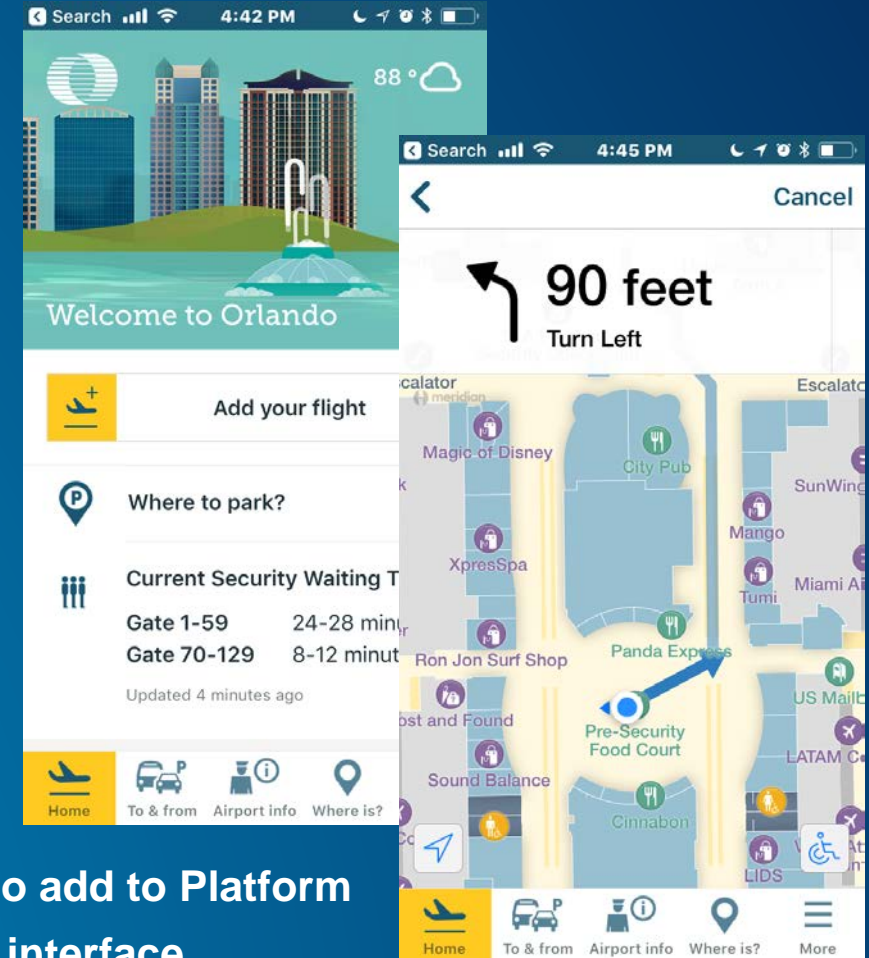 Search 4:42 PM
88°
Welcome to Orlando
Add your flight
P
Where to park?
Current Security Waiting T
Gate 1-59 24-28 minu
Gate 70-129 8-12 minut
Updated 4 minutes ago
P
Home To & from Airport info Where is?
Search 4:45 PM
Cancel
90 feet
Turn Left
calator
Escalato
meridian
Magic of Disney
City Pub
SunWing
Mango
XpresSpa
Tumi
Miami Ai
Ron Jon Surf Shop
Panda Express
US Mailb
ost and Found
Pre-Security
Food Court
LATAM
Sound Balance
Cinnabon
LIDS
P
Home To & from Airport info Where is? More
o add to Platform
interface